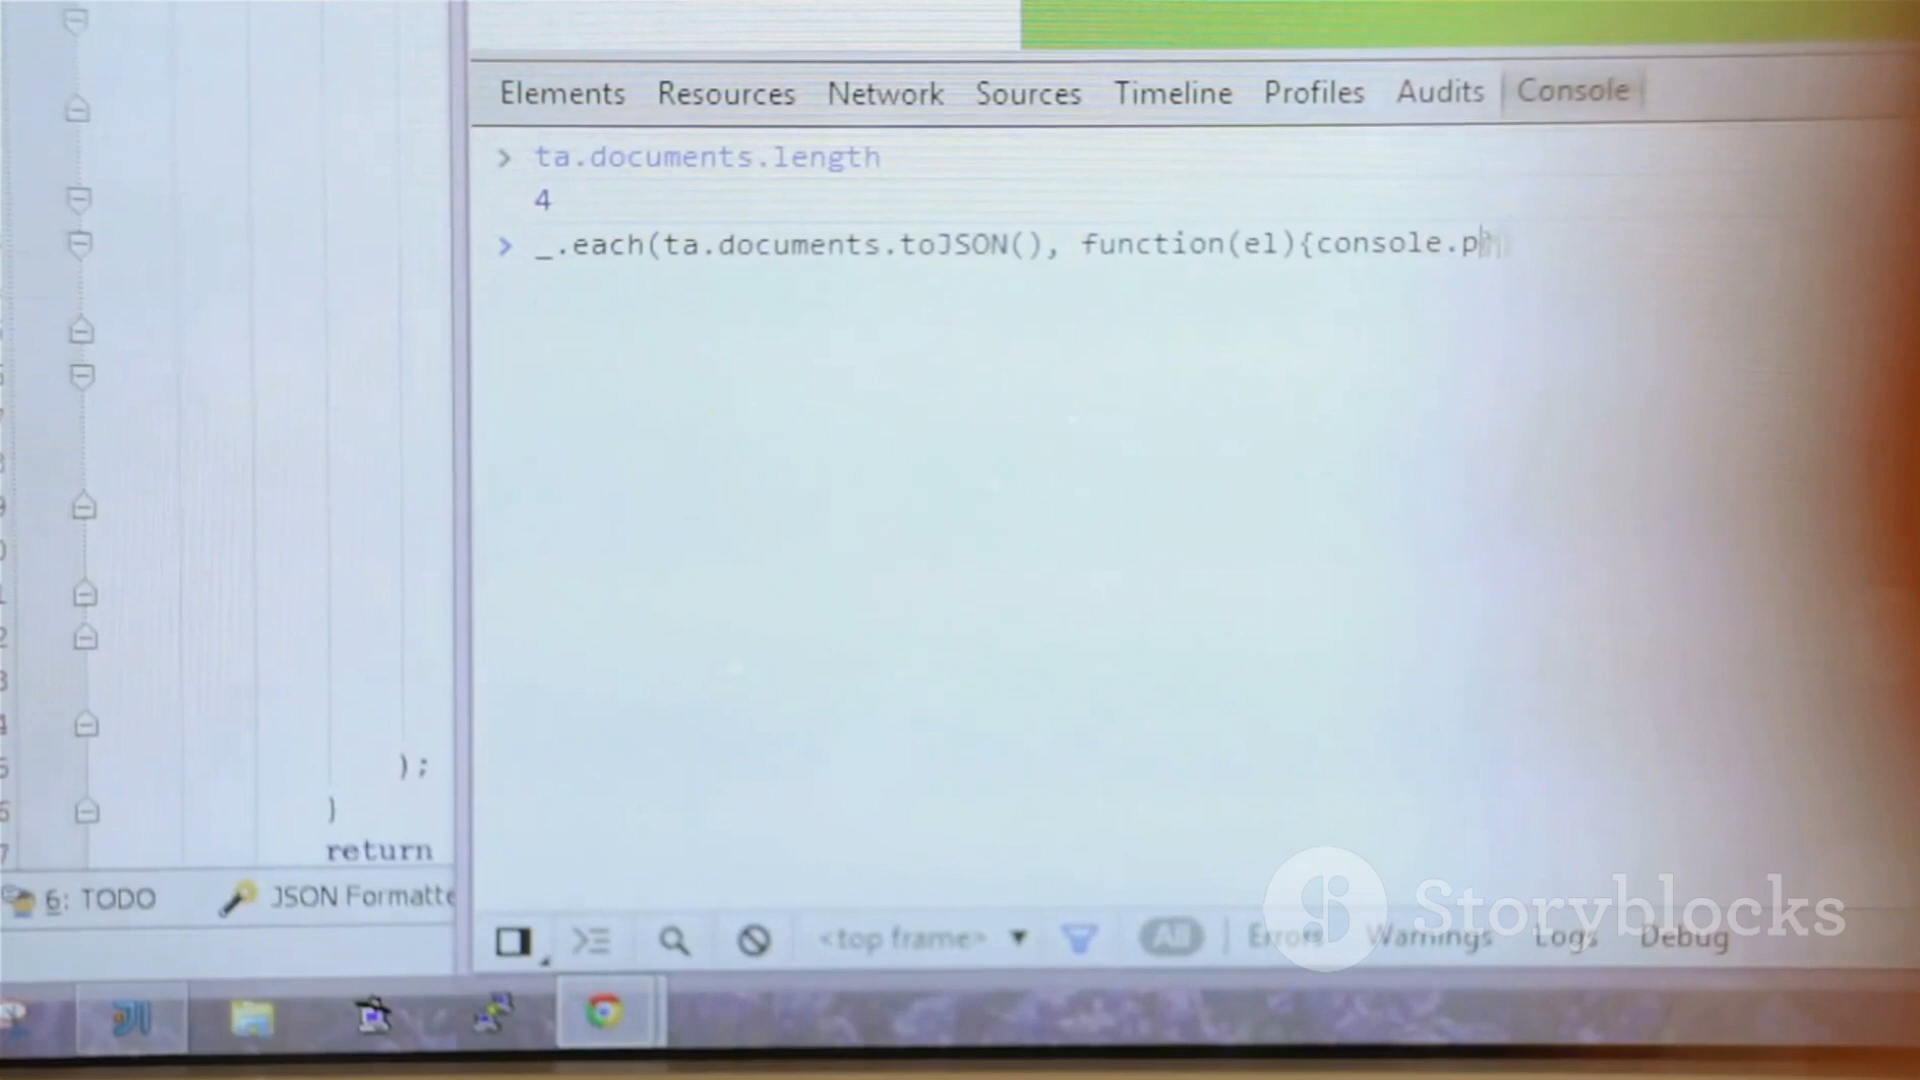 Elements Resources Network Sources Timeline Profiles Audits Console
> ta.documents.length
4
> _.each(ta.documents.toJSON(), function(el){console.p
);
}
return
6: TODO JSON Formatte
<top frame> All Errors Warnings Logs Debug
Storyblocks